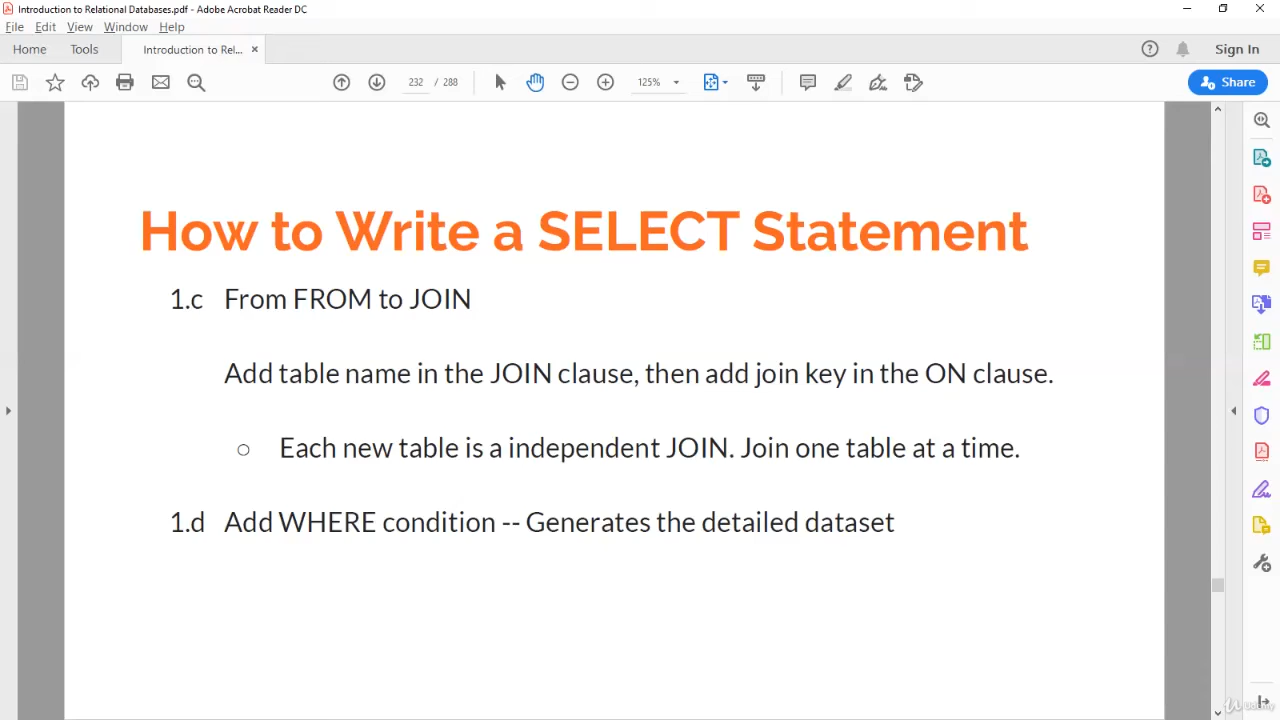 Introduction to Relational Databases.pdf - Adobe Acrobat Reader DC
File Edit View Window Help
Home Tools Introduction to Rel... × Sign In
232 / 288 125% Share
How to Write a SELECT Statement
1.c From FROM to JOIN
Add table name in the JOIN clause, then add join key in the ON clause.
○ Each new table is a independent JOIN. Join one table at a time.
1.d Add WHERE condition -- Generates the detailed dataset
Udemy